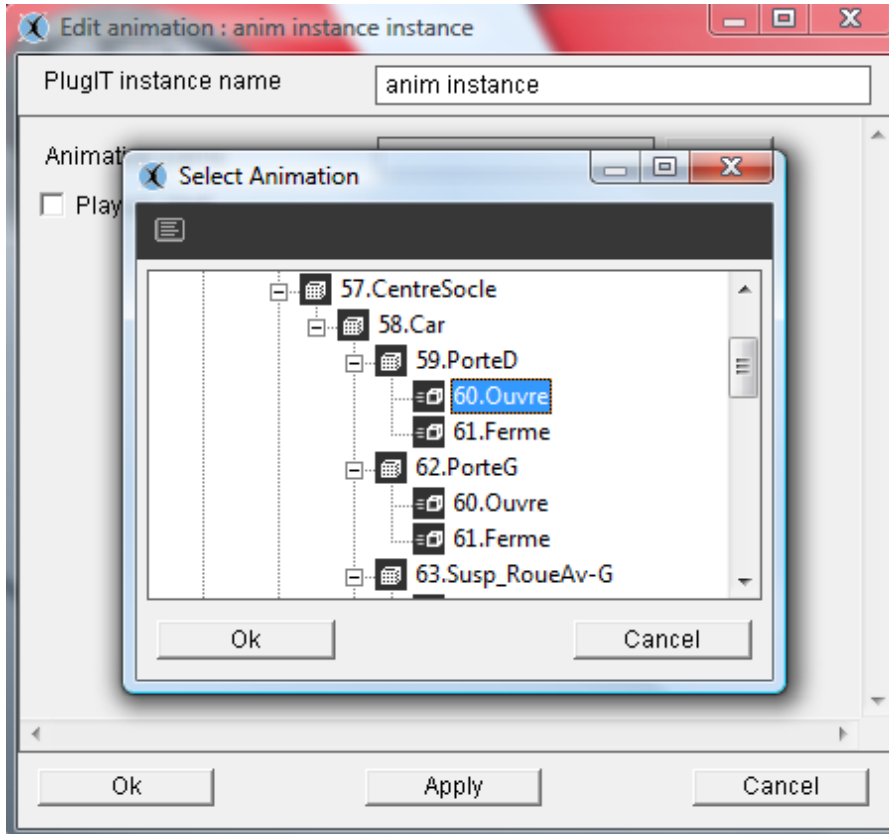 Edit animation : anim instance instance
PlugIT instance name
anim instance
Select Animation
Play
57.CentreSocle
58.Car
59.PorteD
60.Ouvre
61.Ferme
62.PorteG
60.Ouvre
61.Ferme
63.Susp_RoueAv-G
Ok
Cancel
Ok
Apply
Cancel